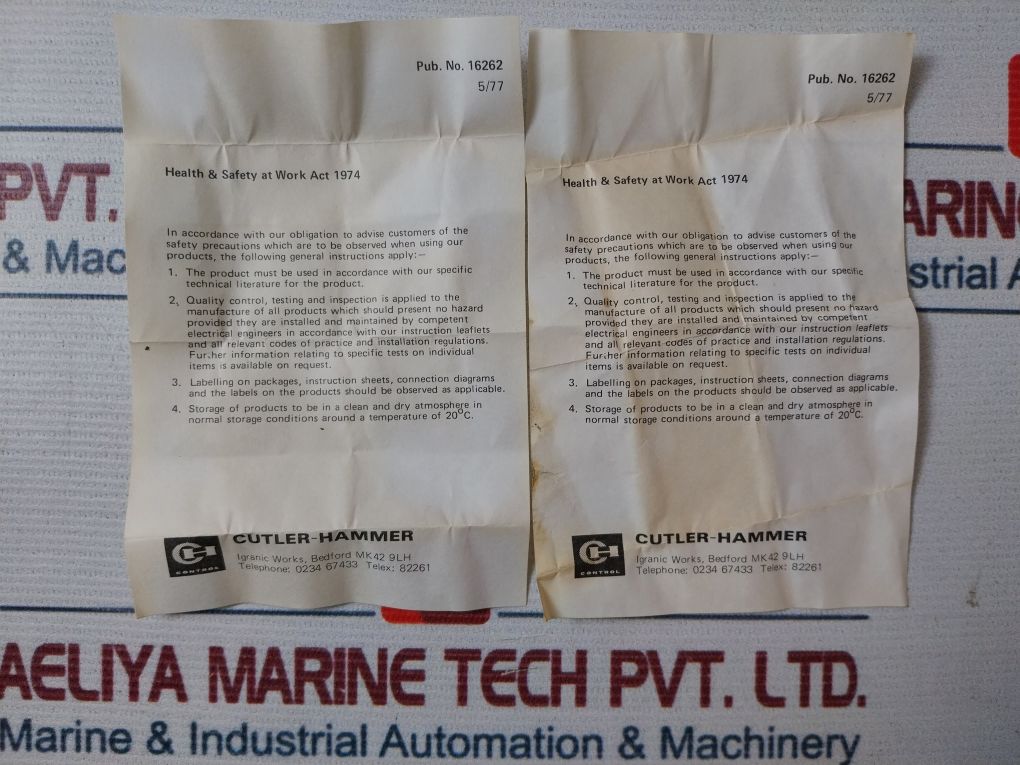 Pub. No. 16262
5/77
Health & Safety at Work Act 1974
In accordance with our obligation to advise customers of the
safety precautions which are to be observed when using our
products, the following general instructions apply:—
1. The product must be used in accordance with our specific
technical literature for the product.
2, Quality control, testing and inspection is applied to the
manufacture of all products which should present no hazard
provided they are installed and maintained by competent
electrical engineers in accordance with our instruction leaflets
and all relevant codes of practice and installation regulations.
Further information relating to specific tests on individual
items is available on request.
3. Labelling on packages, instruction sheets, connection diagrams
and the labels on the products should be observed as applicable.
4. Storage of products to be in a clean and dry atmosphere in
normal storage conditions around a temperature of 20°C.
CH
CONTROL
CUTLER-HAMMER
Igranic Works, Bedford MK42 9LH
Telephone: 0234 67433 Telex: 82261
Pub. No. 16262
5/77
Health & Safety at Work Act 1974
In accordance with our obligation to advise customers of the
safety precautions which are to be observed when using our
products, the following general instructions apply:—
1. The product must be used in accordance with our specific
technical literature for the product.
2, Quality control, testing and inspection is applied to the
manufacture of all products which should present no hazard
provided they are installed and maintained by competent
electrical engineers in accordance with our instruction leaflets
and all relevant codes of practice and installation regulations.
Further information relating to specific tests on individual
items is available on request.
3. Labelling on packages, instruction sheets, connection diagrams
and the labels on the products should be observed as applicable.
4. Storage of products to be in a clean and dry atmosphere in
normal storage conditions around a temperature of 20°C.
CH
CONTROL
CUTLER-HAMMER
Igranic Works, Bedford MK42 9LH
Telephone: 0234 67433 Telex: 82261
PVT.
& Mac
ARIN
strial A
AELIYA MARINE TECH PVT. LTD.
Marine & Industrial Automation & Machinery